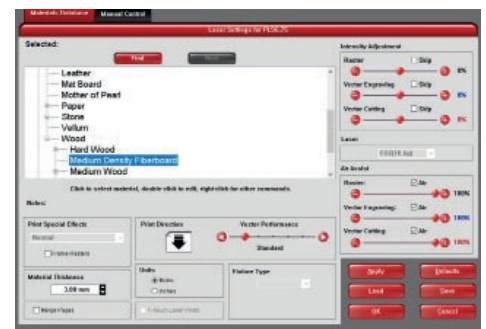 Materials Database Manual Control
Laser Settings for PLS6.75
Selected:
Find
Leather
Mat Board
Mother of Pearl
Paper
Stone
Vellum
Wood
Hard Wood
Medium Density Fiberboard
Medium Wood
Click to select material, double-click to edit, right-click for other commands.
Notes:
Print Special Effects
Normal
Frame Rasters
Print Direction
Vector Performance
Standard
Material Thickness
3.00 mm
Units
Metric
Inches
Fixture Type
Merge Pages
Intensity Adjustment
Raster Skip
0%
Vector Engraving Skip
0%
Vector Cutting Skip
0%
Laser
Air Assist
Raster: Air
100%
Vector Engraving: Air
100%
Vector Cutting Air
100%
Apply Defaults
Load Save
OK Cancel